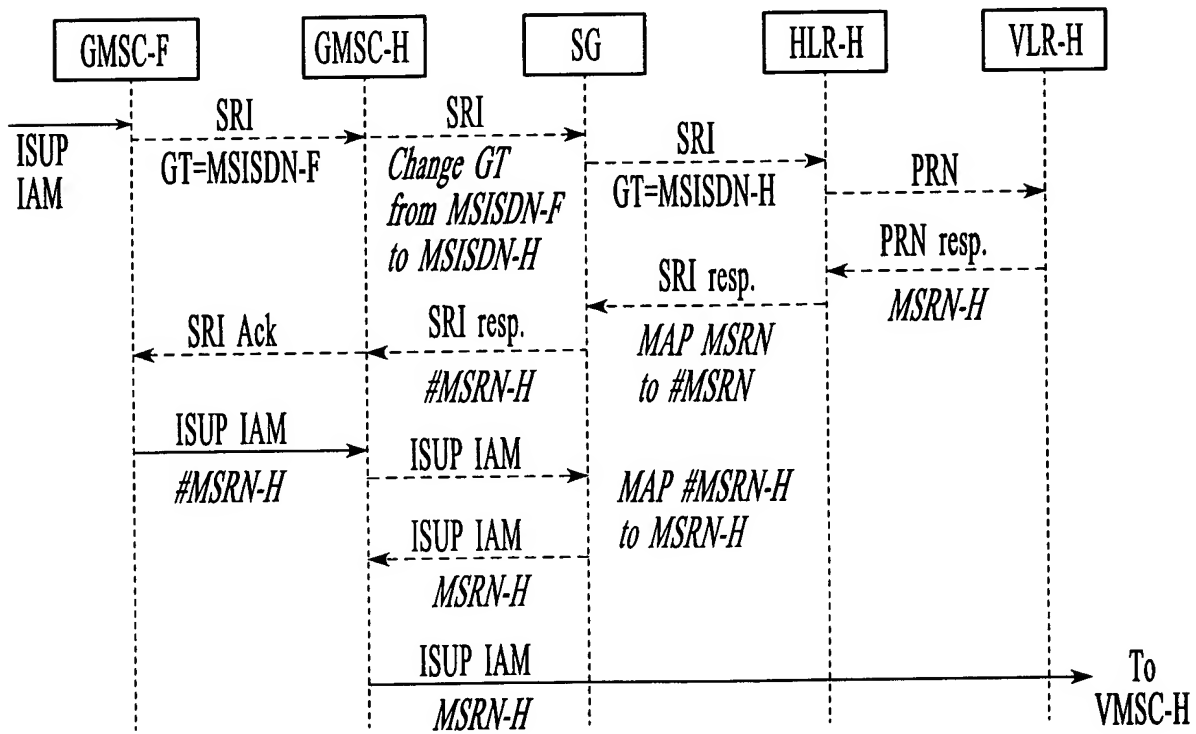 GMSC-F
GMSC-H
SG
HLR-H
VLR-H
ISUP
IAM
SRI
GT=MSISDN-F
SRI
Change GT
from MSISDN-F
to MSISDN-H
SRI
GT=MSISDN-H
PRN
PRN resp.
MSRN-H
SRI resp.
MAP MSRN
to #MSRN
SRI resp.
#MSRN-H
SRI Ack
ISUP IAM
#MSRN-H
ISUP IAM
MAP #MSRN-H
to MSRN-H
ISUP IAM
MSRN-H
ISUP IAM
MSRN-H
To
VMSC-H